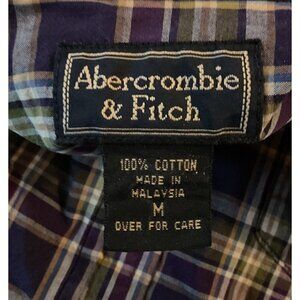 Abercrombie
& Fitch
100% COTTON
MADE IN
MALAYSIA
M
OVER FOR CARE